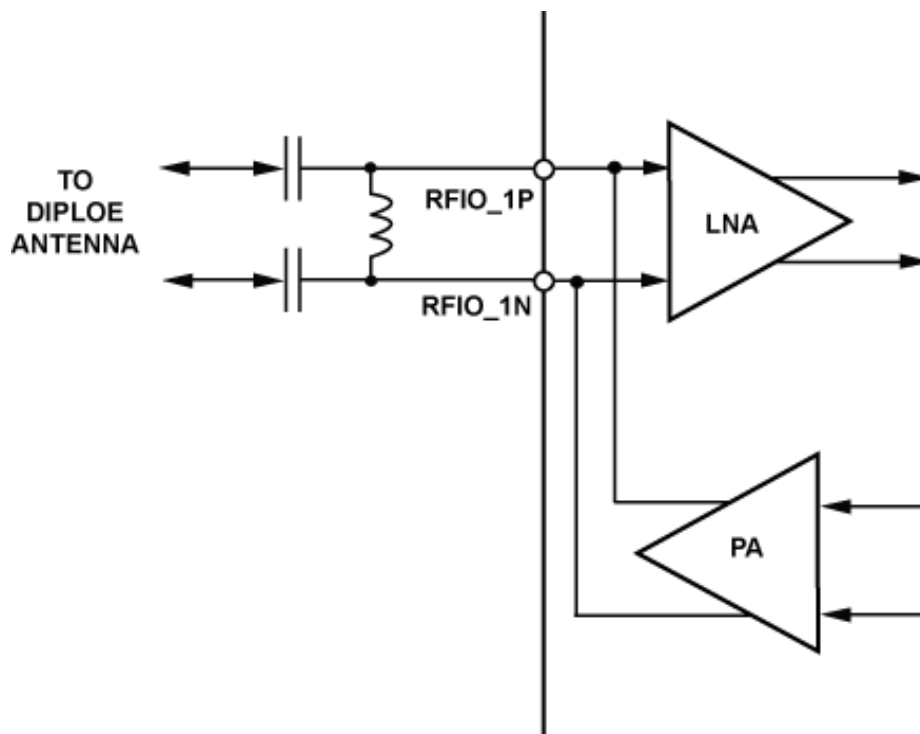 TO
DIPLOE
ANTENNA
RFIO_1P
RFIO_1N
LNA
PA